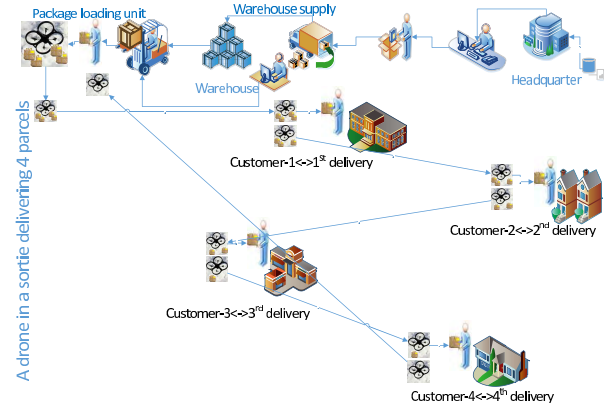 Package loading unit
Warehouse supply
Warehouse
Headquarter
A drone in a sortie delivering 4 parcels
Customer-1<->1st delivery
Customer-2<->2nd delivery
Customer-3<->3rd delivery
Customer-4<->4th delivery